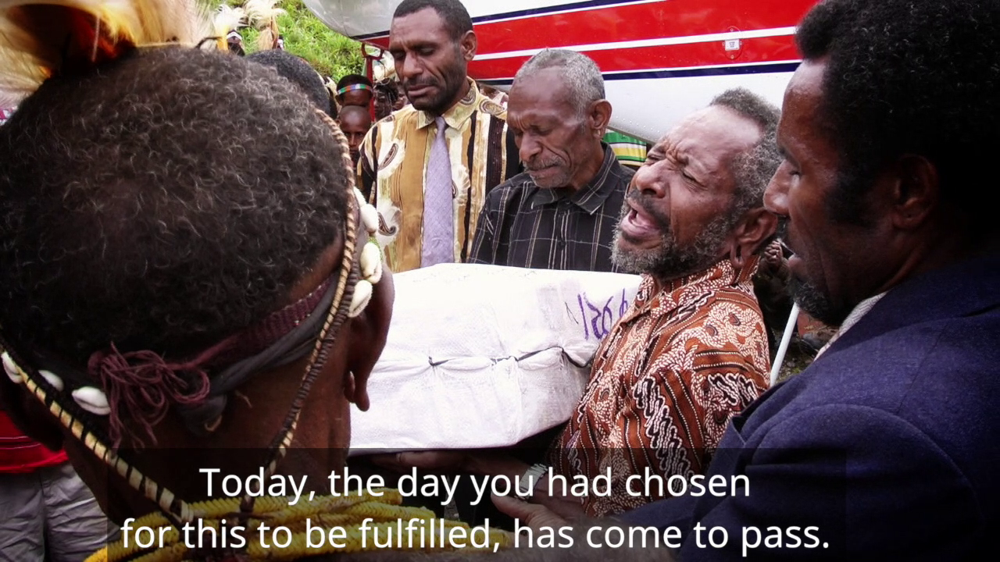 Today, the day you had chosen
for this to be fulfilled, has come to pass.